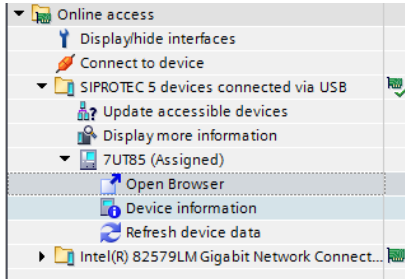 Online access
Display/hide interfaces
Connect to device
SIPROTEC 5 devices connected via USB
Update accessible devices
Display more information
7UT85 (Assigned)
Open Browser
Device information
Refresh device data
Intel(R) 82579LM Gigabit Network Connect...